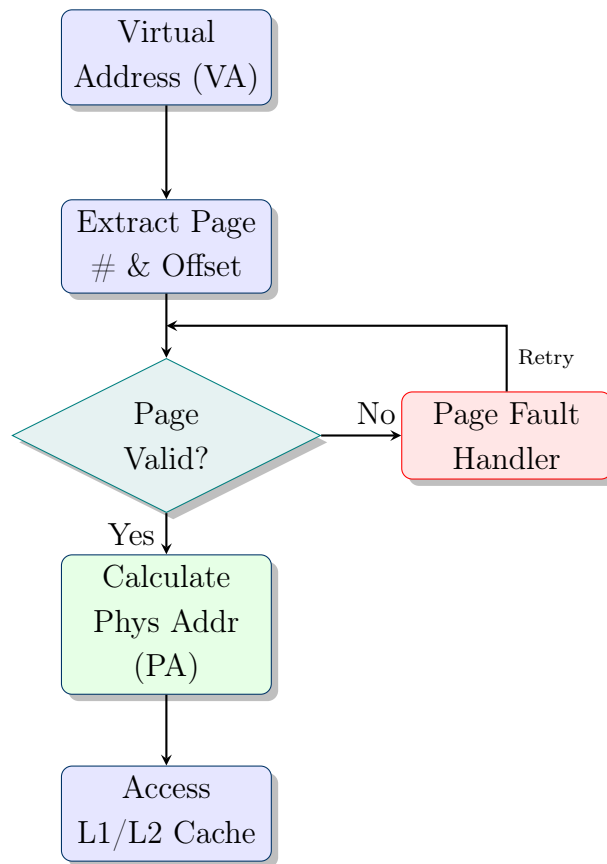 Virtual
Address (VA)
Extract Page
# & Offset
Retry
Page
Valid?
No
Page Fault
Handler
Yes
Calculate
Phys Addr
(PA)
Access
L1/L2 Cache